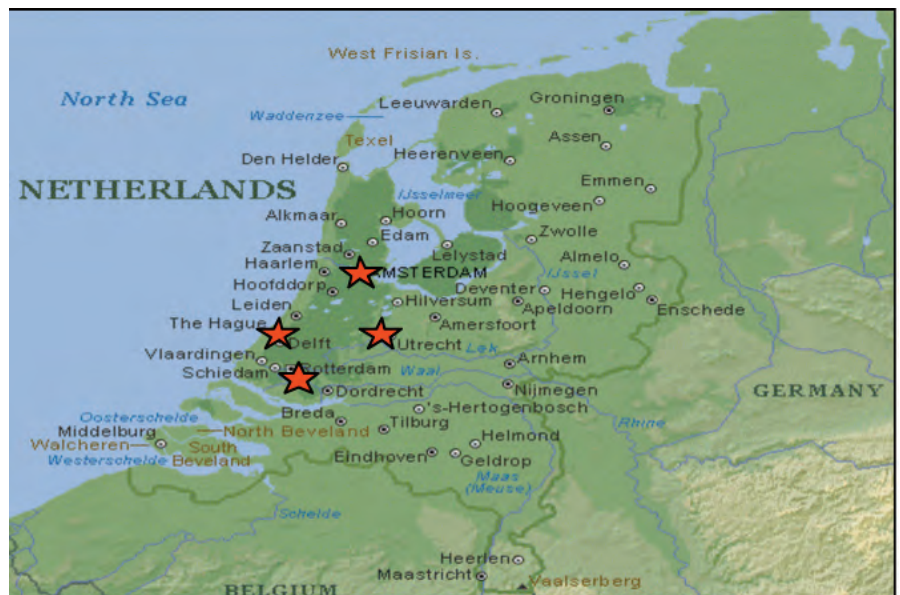 West Frisian Is.
North Sea
Leeuwarden
Groningen
Waddenzee
Texel
Assen
Den Helder
Heerenveen
NETHERLANDS
IJsselmeer
Emmen
Hoogeveen
Alkmaar
Hoorn
Edam
Zwolle
Zaanstad
Lelystad
Almelo
Haarlem
AMSTERDAM
IJssel
Hoofddorp
Deventer
Hengelo
Leiden
Hilversum
Apeldoorn
Enschede
The Hague
Amersfoort
Delft
Utrecht
Lek
Vlaardingen
Arnhem
Schiedam
Rotterdam
Waal
Dordrecht
Nijmegen
GERMANY
Breda
's-Hertogenbosch
Oosterschelde
Middelburg
North Beveland
Tilburg
Rhine
Walcheren
South
Beveland
Helmond
Westerschelde
Eindhoven
Geldrop
Maas
(Meuse)
Schelde
Heerlen
Maastricht
Vaalserberg
BELGIUM